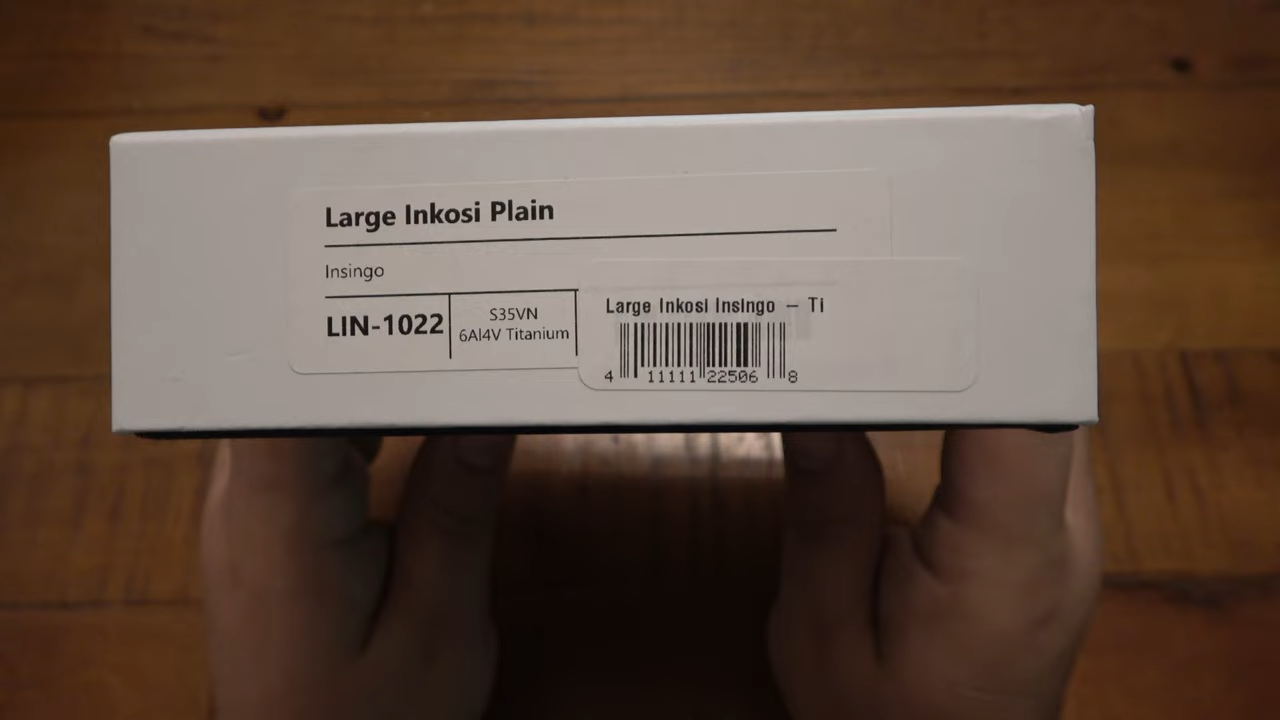 Large Inkosi Plain
Insingo
LIN-1022
S35VN
6Al4V Titanium
Large Inkosi Insingo – Ti
4 11111 22506 8